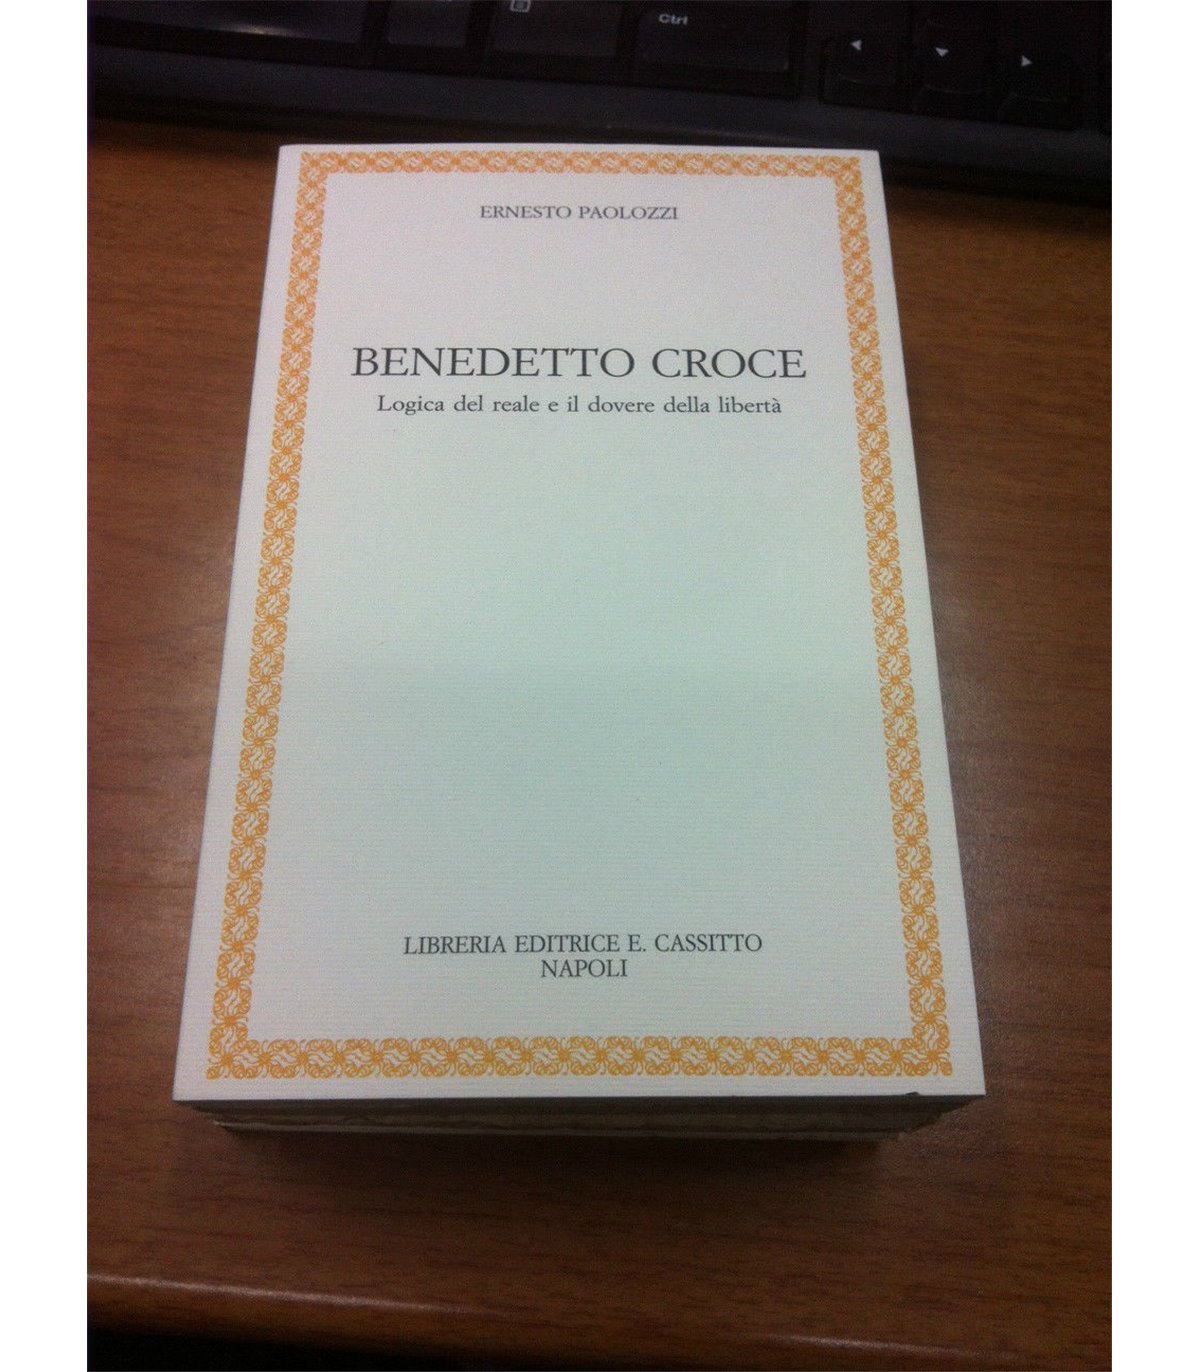 Ctrl
ERNESTO PAOLOZZI
BENEDETTO CROCE
Logica del reale e il dovere della libertà
LIBRERIA EDITRICE E. CASSITTO
NAPOLI